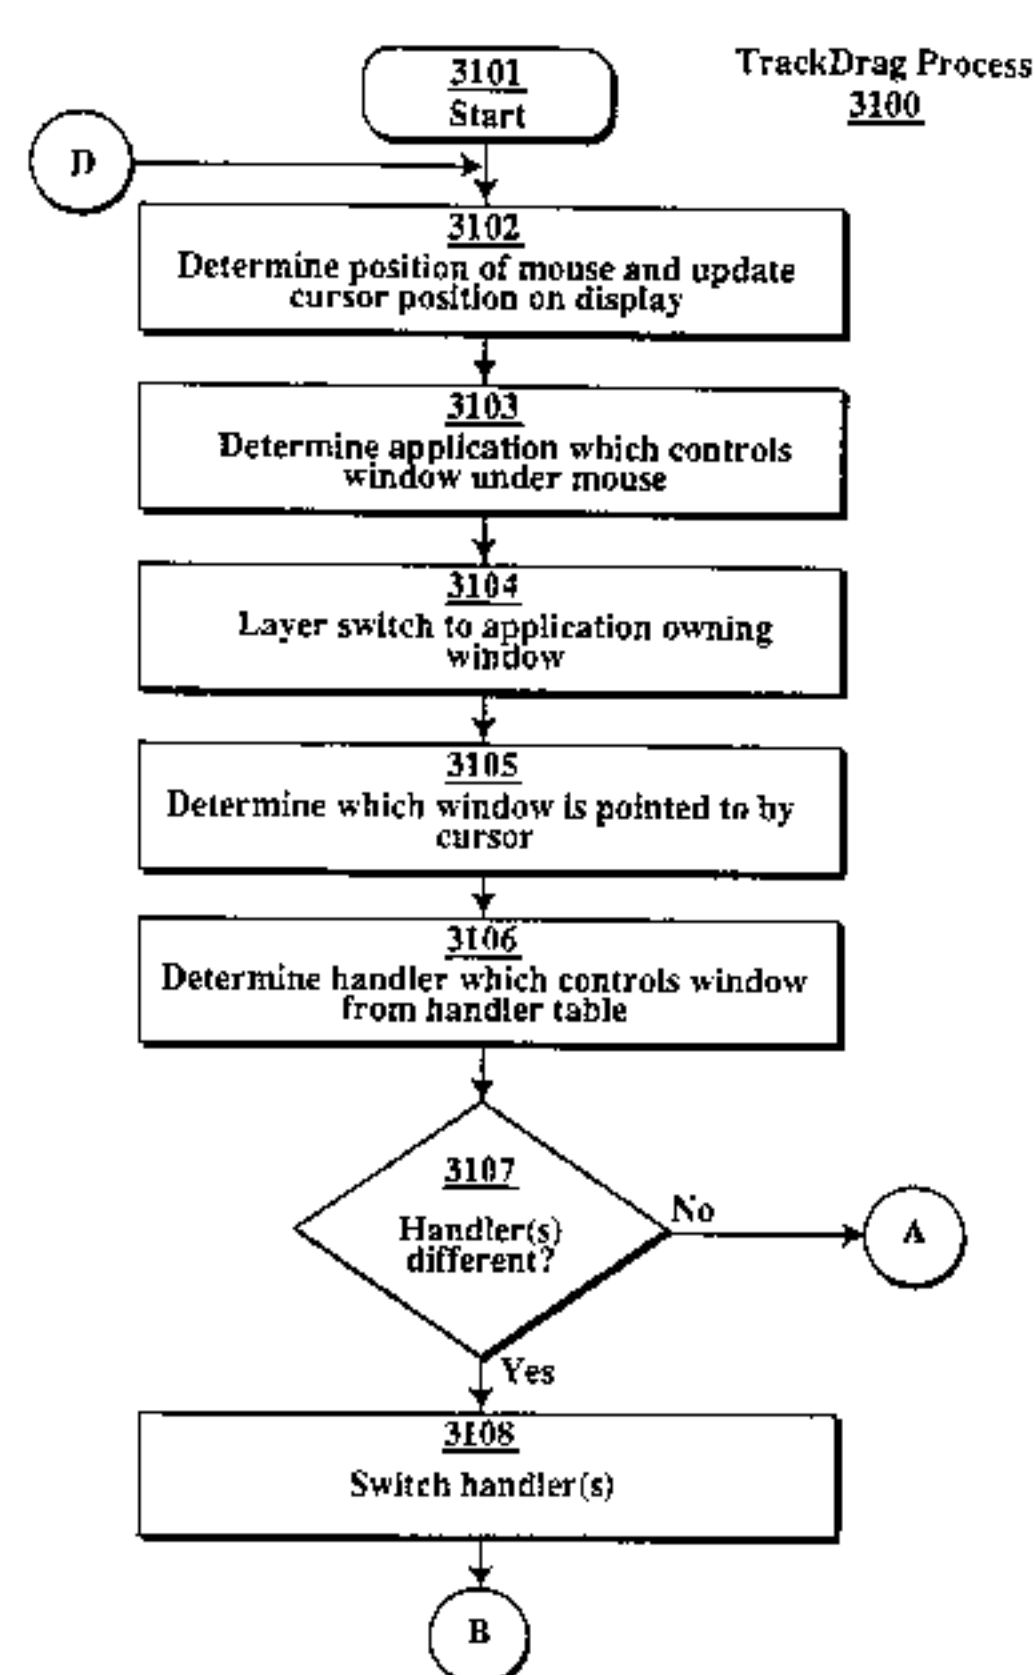 TrackDrag Process
3100
3101
Start
D
3102
Determine position of mouse and update
cursor position on display
3103
Determine application which controls
window under mouse
3104
Layer switch to application owning
window
3105
Determine which window is pointed to by
cursor
3106
Determine handler which controls window
from handler table
3107
Handler(s)
different?
No
A
Yes
3108
Switch handler(s)
B